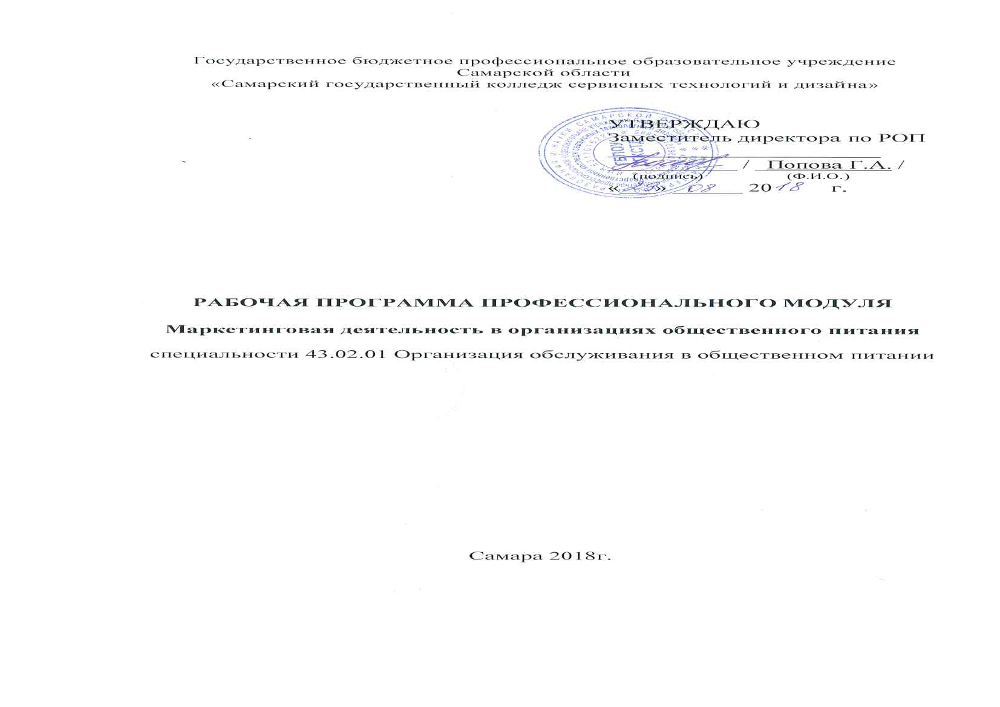 Государственное бюджетное профессиональное образовательное учреждение
Самарской области
«Самарский государственный колледж сервисных технологий и дизайна»
УТВЕРЖДАЮ
Заместитель директора по РОП
/ Попова Г.А. /
(подпись) (Ф.И.О.)
« » 08 2018 г.
РАБОЧАЯ ПРОГРАММА ПРОФЕССИОНАЛЬНОГО МОДУЛЯ
Маркетинговая деятельность в организациях общественного питания
специальности 43.02.01 Организация обслуживания в общественном питании
Самара 2018г.